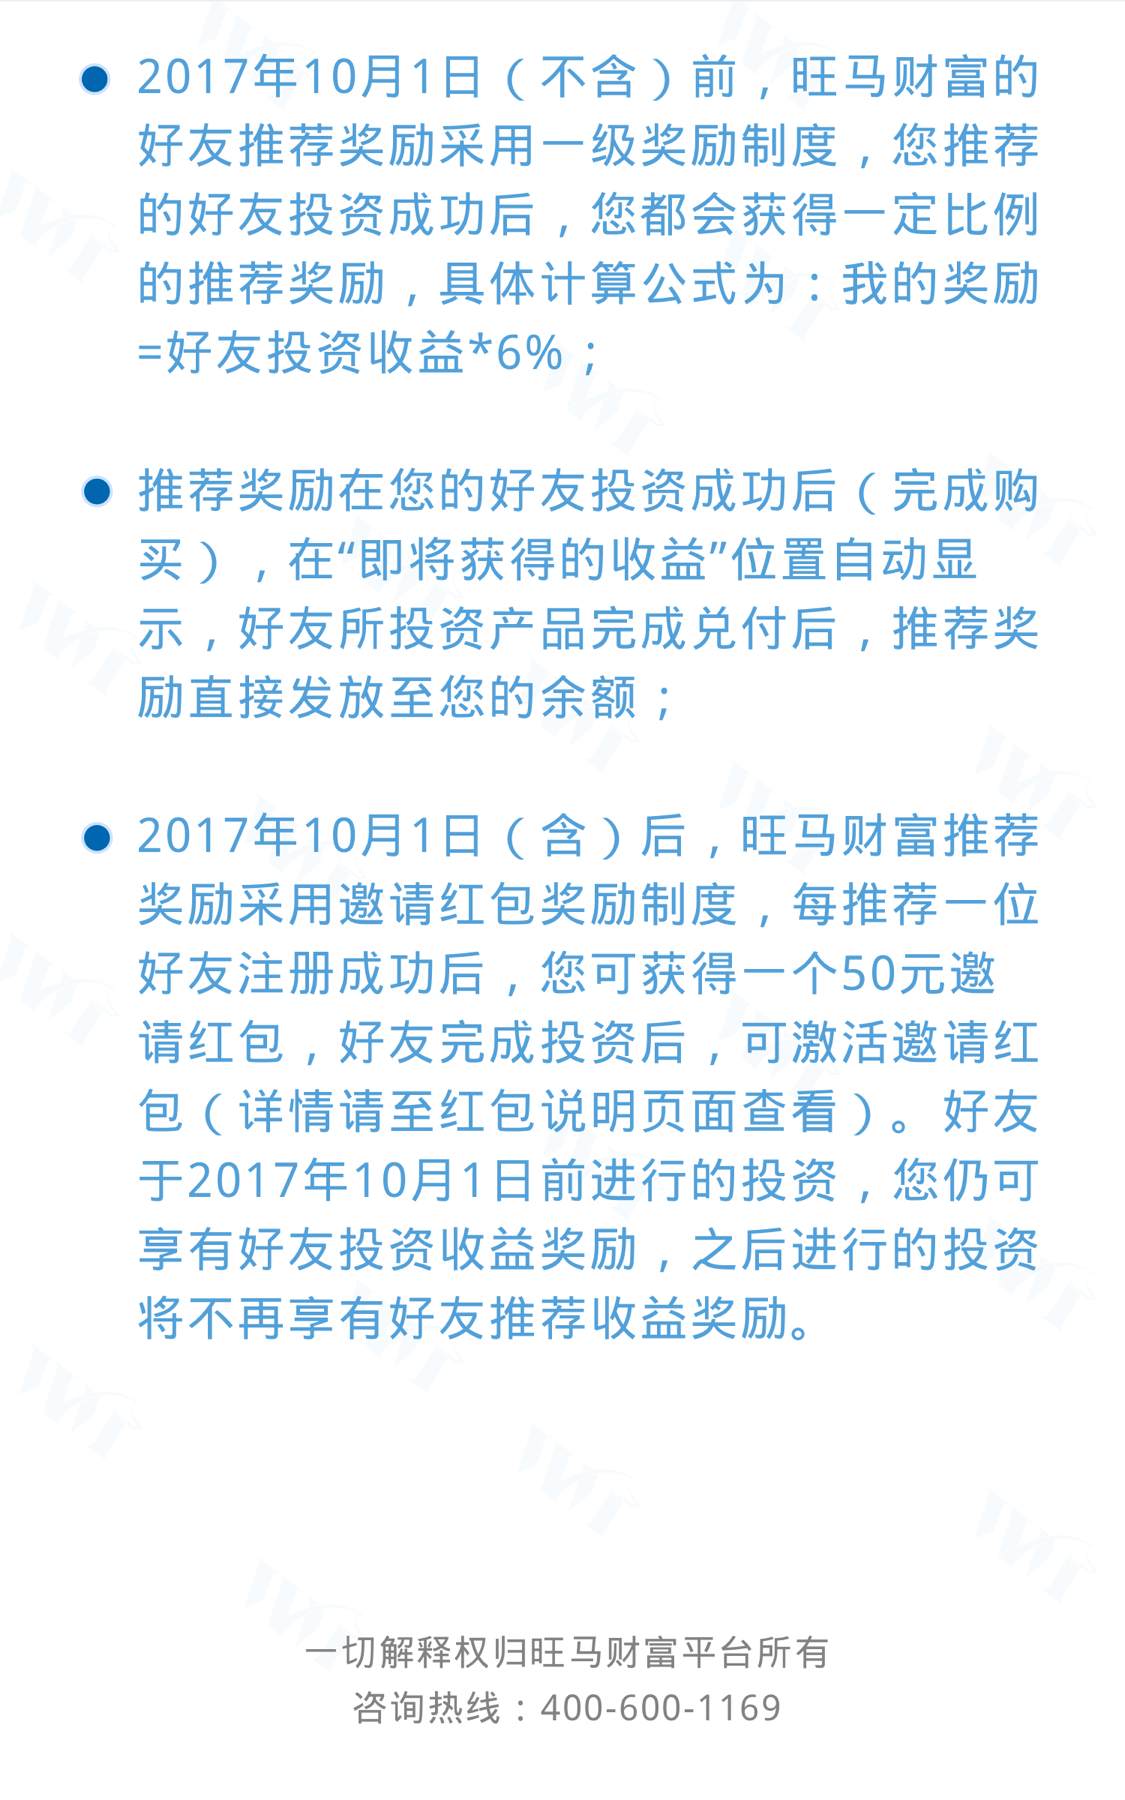 2017年10月1日（不含）前，旺马财富的
好友推荐奖励采用一级奖励制度，您推荐
的好友投资成功后，您都会获得一定比例
的推荐奖励，具体计算公式为：我的奖励
=好友投资收益*6%；
推荐奖励在您的好友投资成功后（完成购
买），在“即将获得的收益”位置自动显
示，好友所投资产品完成兑付后，推荐奖
励直接发放至您的余额；
2017年10月1日（含）后，旺马财富推荐
奖励采用邀请红包奖励制度，每推荐一位
好友注册成功后，您可获得一个50元邀
请红包，好友完成投资后，可激活邀请红
包（详情请至红包说明页面查看）。好友
于2017年10月1日前进行的投资，您仍可
享有好友投资收益奖励，之后进行的投资
将不再享有好友推荐收益奖励。
一切解释权归旺马财富平台所有
咨询热线：400-600-1169